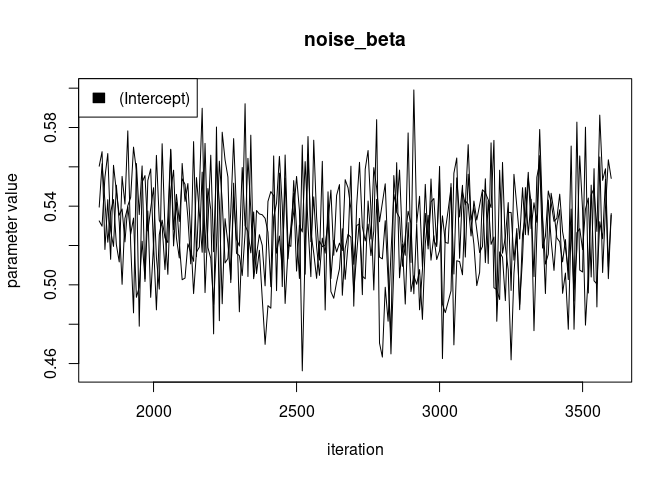 noise_beta
(Intercept)
parameter value
0.58
0.54
0.50
0.46
2000 2500 3000 3500
iteration